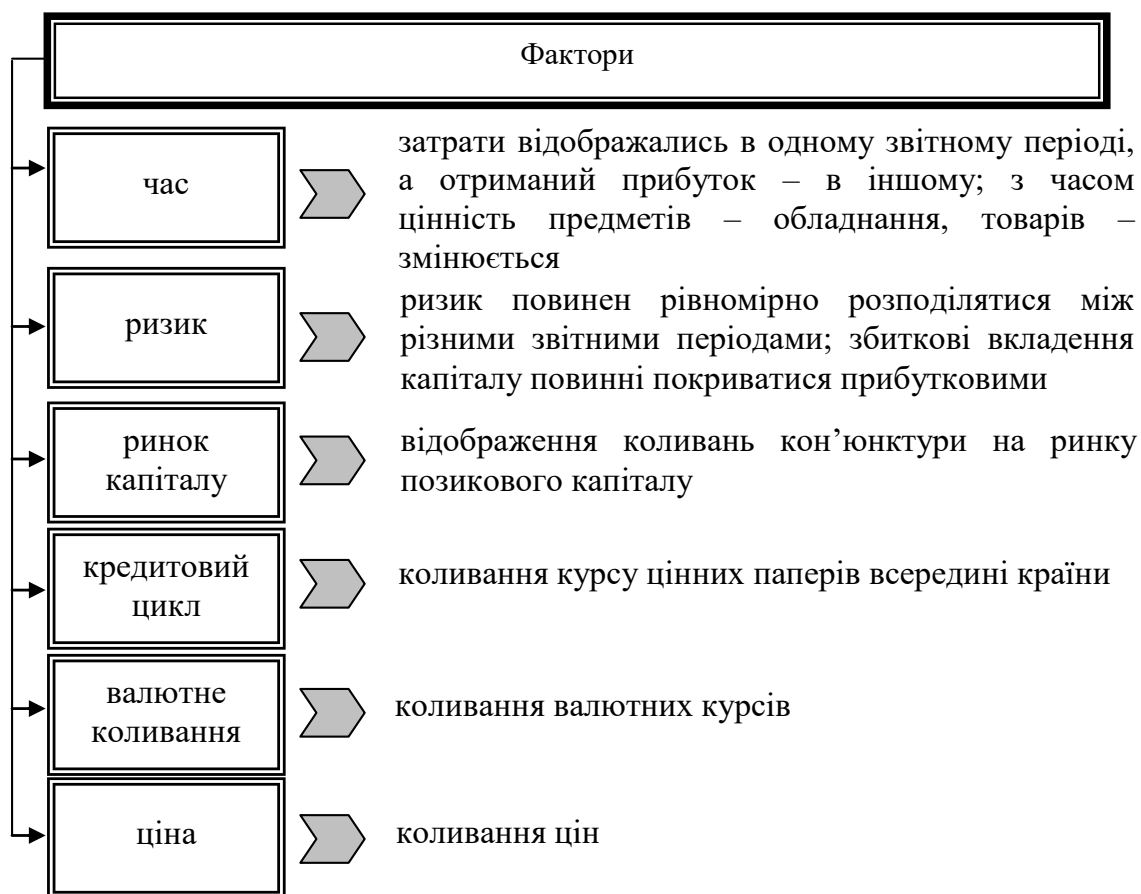 Фактори
час
затрати відображались в одному звітному періоді,
а отриманий прибуток – в іншому; з часом
цінність предметів – обладнання, товарів –
змінюється
ризик
ризик повинен рівномірно розподілятися між
різними звітними періодами; збиткові вкладення
капіталу повинні покриватися прибутковими
ринок
капіталу
відображення коливань кон’юнктури на ринку
позикового капіталу
кредитовий
цикл
коливання курсу цінних паперів всередині країни
валютне
коливання
коливання валютних курсів
ціна
коливання цін